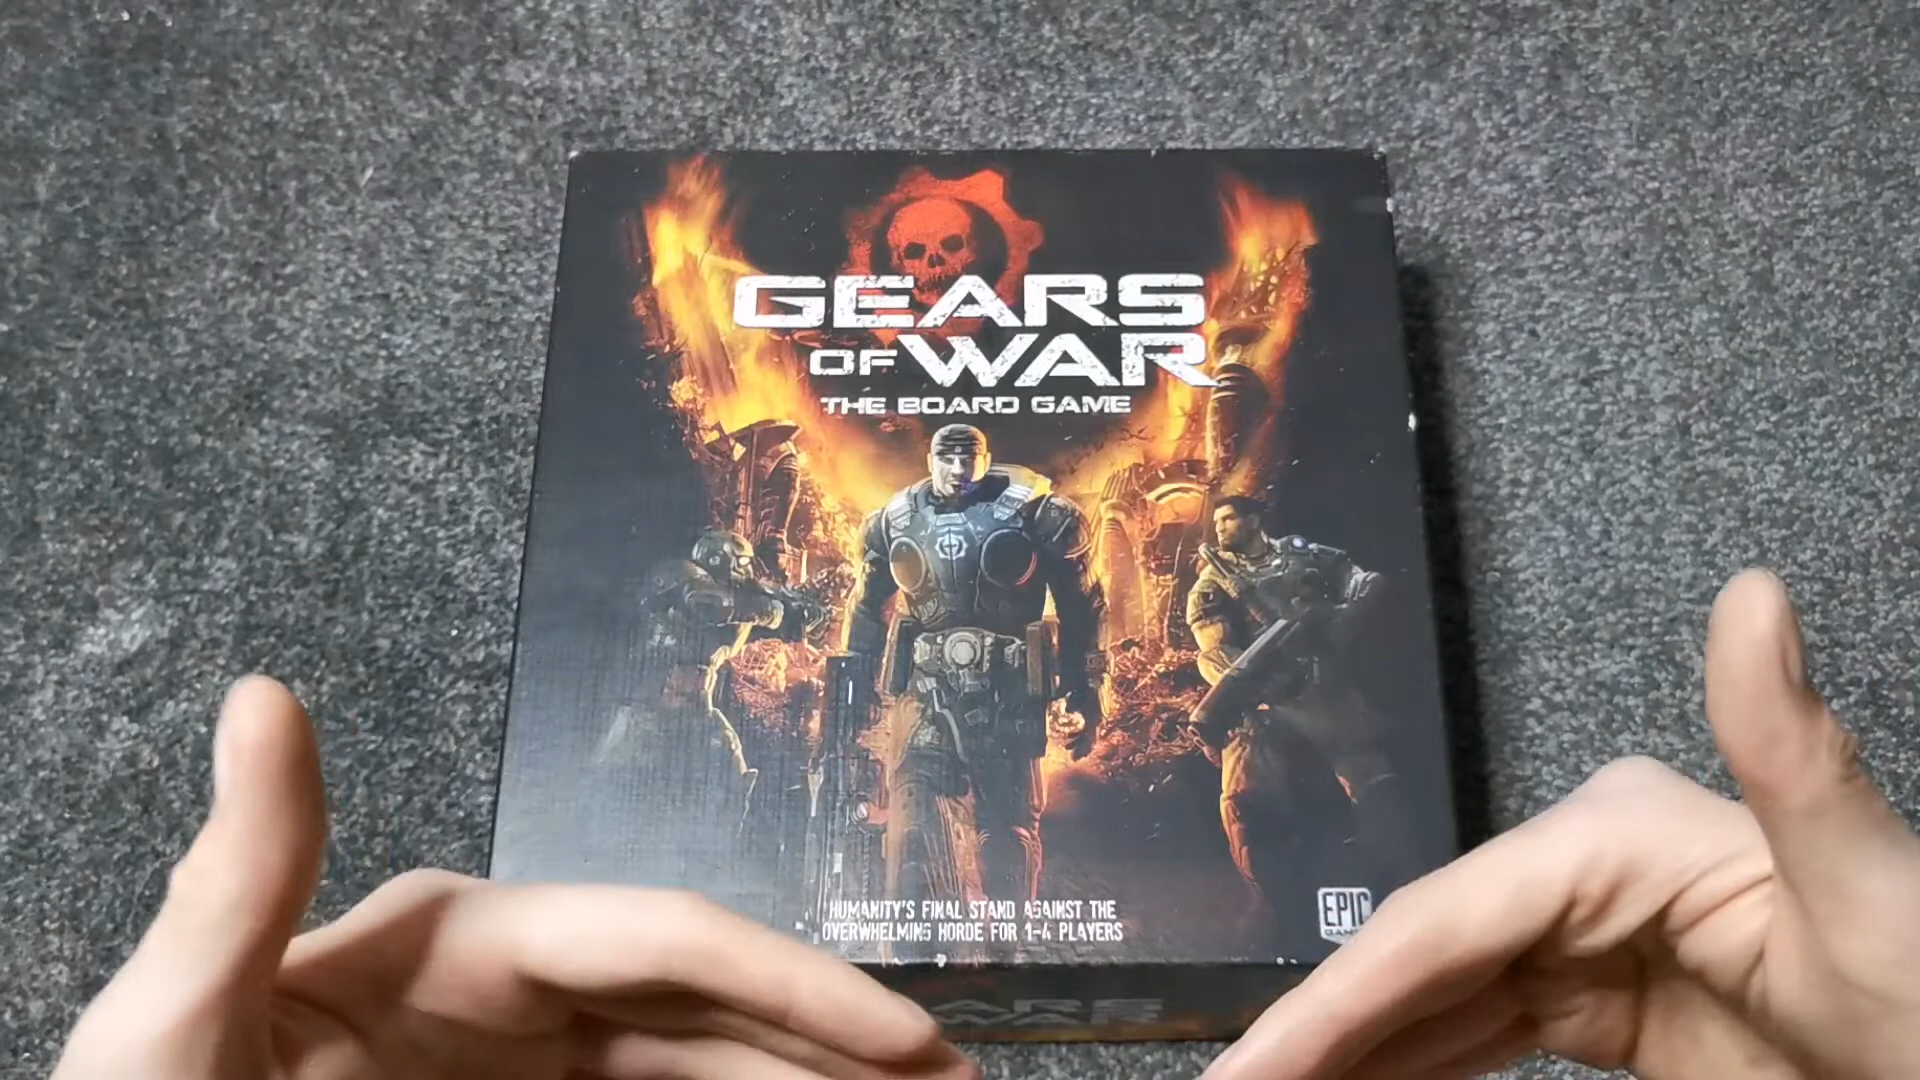 GEARS
OF WAR
THE BOARD GAME
HUMANITY'S FINAL STAND AGAINST THE
OVERWHELMING HORDE FOR 1-4 PLAYERS
EPIC